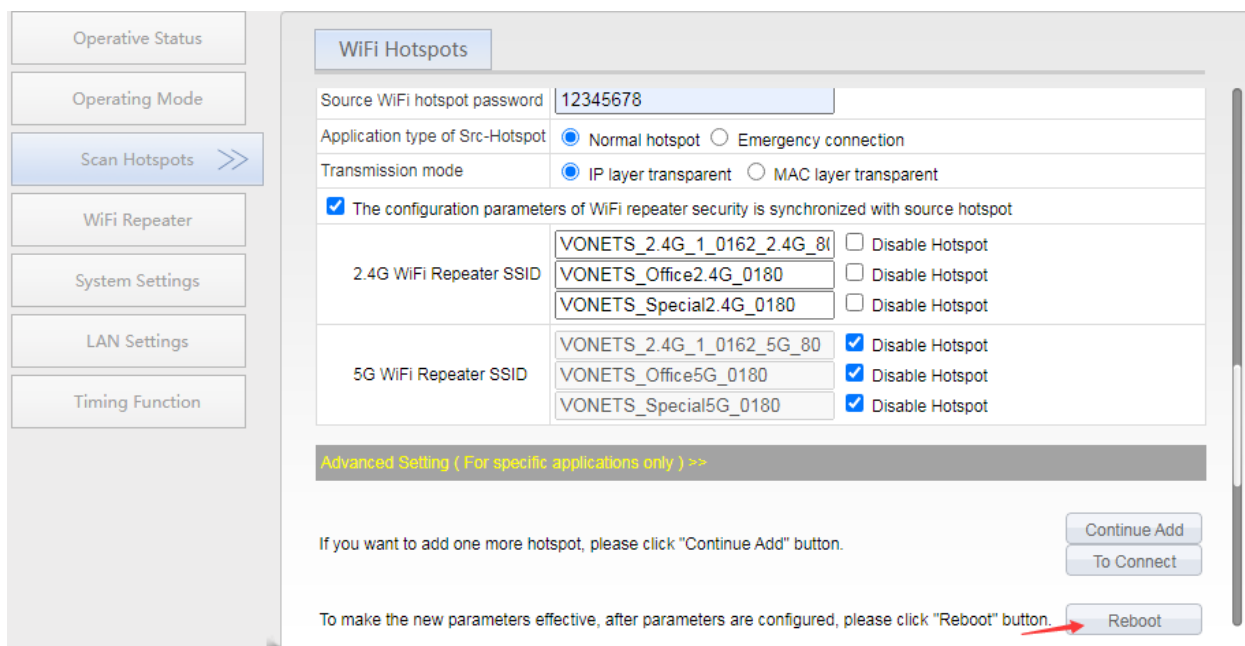 Operative Status
Operating Mode
Scan Hotspots
WiFi Repeater
System Settings
LAN Settings
Timing Function
WiFi Hotspots
Source WiFi hotspot password 12345678
Application type of Src-Hotspot Normal hotspot Emergency connection
Transmission mode IP layer transparent MAC layer transparent
The configuration parameters of WiFi repeater security is synchronized with source hotspot
2.4G WiFi Repeater SSID
VONETS_2.4G_1_0162_2.4G_8( Disable Hotspot
VONETS_Office2.4G_0180 Disable Hotspot
VONETS_Special2.4G_0180 Disable Hotspot
5G WiFi Repeater SSID
VONETS_2.4G_1_0162_5G_80 Disable Hotspot
VONETS_Office5G_0180 Disable Hotspot
VONETS_Special5G_0180 Disable Hotspot
Advanced Setting ( For specific applications only ) >>
If you want to add one more hotspot, please click "Continue Add" button.
Continue Add
To Connect
To make the new parameters effective, after parameters are configured, please click "Reboot" button.
Reboot